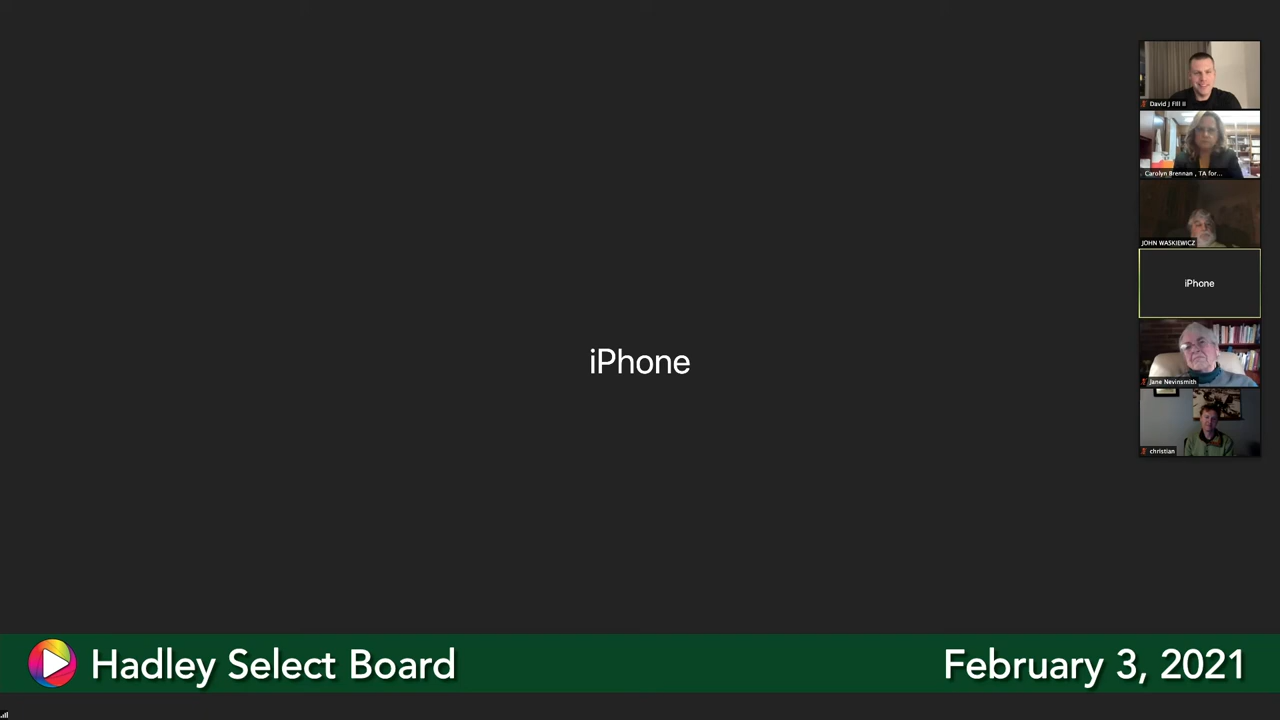 David J Fill II
Carolyn Brennan , TA for...
JOHN WASKIEWICZ
iPhone
iPhone
Jane Nevinsmith
christian
Hadley Select Board
February 3, 2021